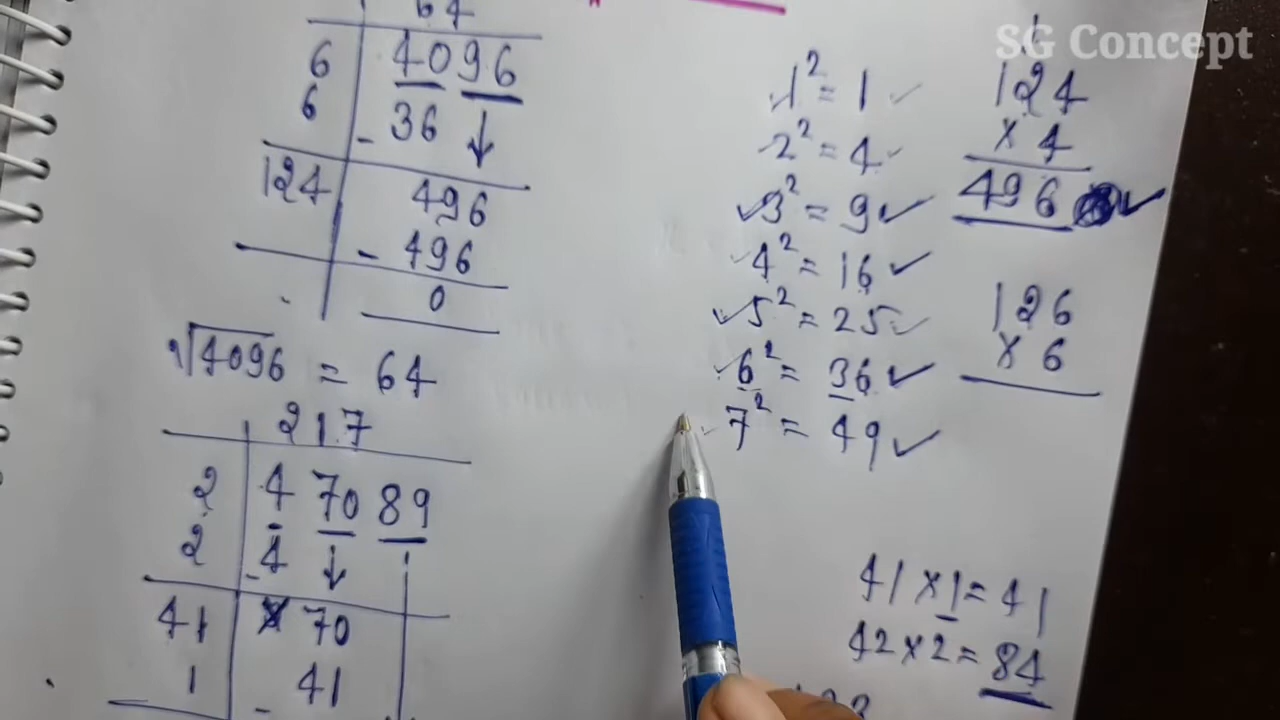 SG Concept
64
6 4096
6 - 36
124 496
- 496
0
√4096 = 64
217
2 4 70 89
2 - 4
41 70
1 - 41
1² = 1
2² = 4
3² = 9
4² = 16
5² = 25
6² = 36
7² = 49
1
124
× 4
496
126
× 6
41 × 1 = 41
42 × 2 = 84